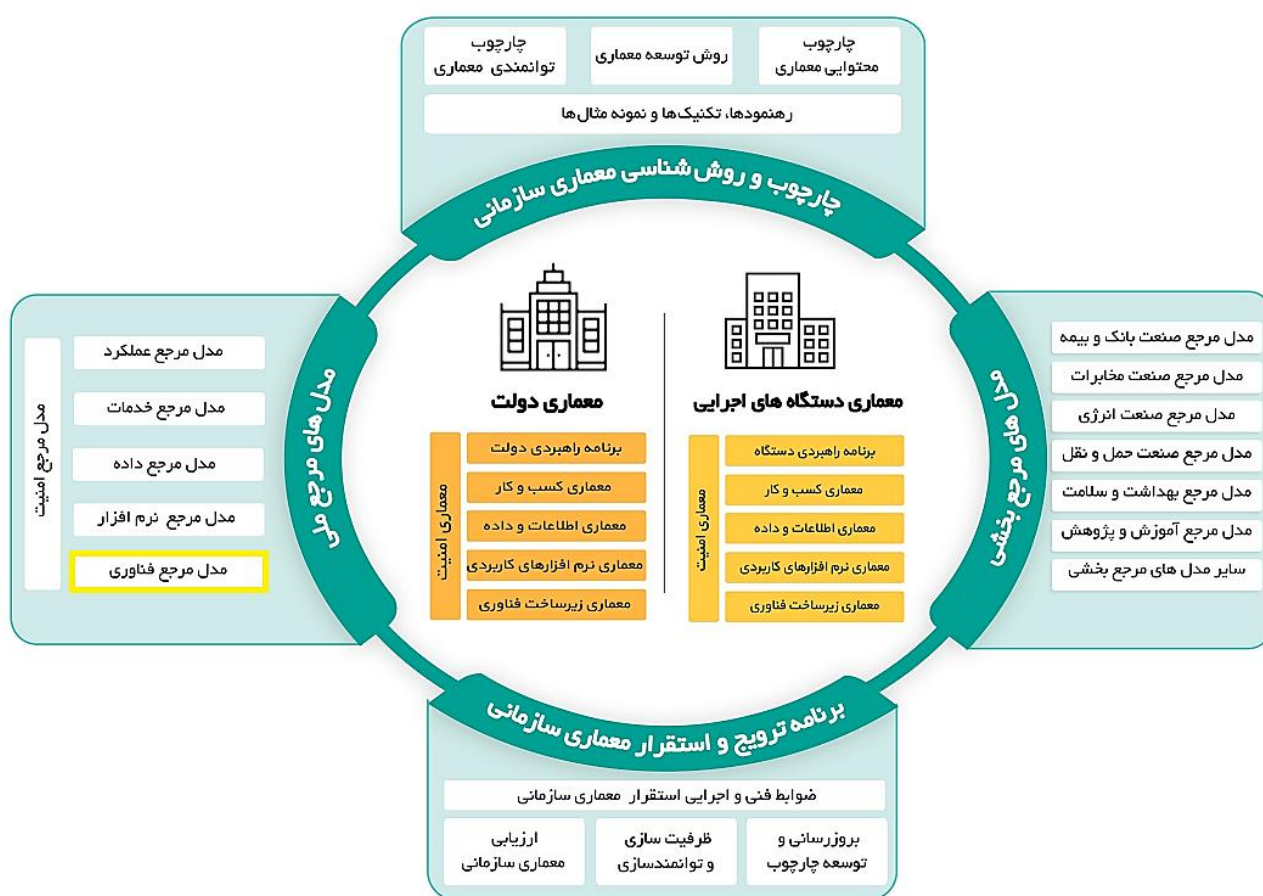 چارچوب
محتوایی معماری
روش توسعه معماری
چارچوب
توانمندی معماری
رهنمودها، تکنیک‌ها و نمونه مثال‌ها
چارچوب و روش شناسی معماری سازمانی
مدل‌های مرجع بخشی
مدل مرجع صنعت بانک و بیمه
مدل مرجع صنعت مخابرات
مدل مرجع صنعت انرژی
مدل مرجع صنعت حمل و نقل
مدل مرجع بهداشت و سلامت
مدل مرجع آموزش و پژوهش
سایر مدل های مرجع بخشی
معماری دستگاه های اجرایی
برنامه راهبردی دستگاه
معماری کسب و کار
معماری اطلاعات و داده
معماری نرم افزارهای کاربردی
معماری زیرساخت فناوری
معماری امنیت
معماری دولت
برنامه راهبردی دولت
معماری کسب و کار
معماری اطلاعات و داده
معماری نرم افزارهای کاربردی
معماری زیرساخت فناوری
معماری امنیت
مدل‌های مرجع ملی
مدل مرجع عملکرد
مدل مرجع خدمات
مدل مرجع داده
مدل مرجع نرم افزار
مدل مرجع فناوری
مدل مرجع امنیت
برنامه ترویج و استقرار معماری سازمانی
ضوابط فنی و اجرایی استقرار معماری سازمانی
بروزرسانی و
توسعه چارچوب
ظرفیت سازی
و توانمندسازی
ارزیابی
معماری سازمانی